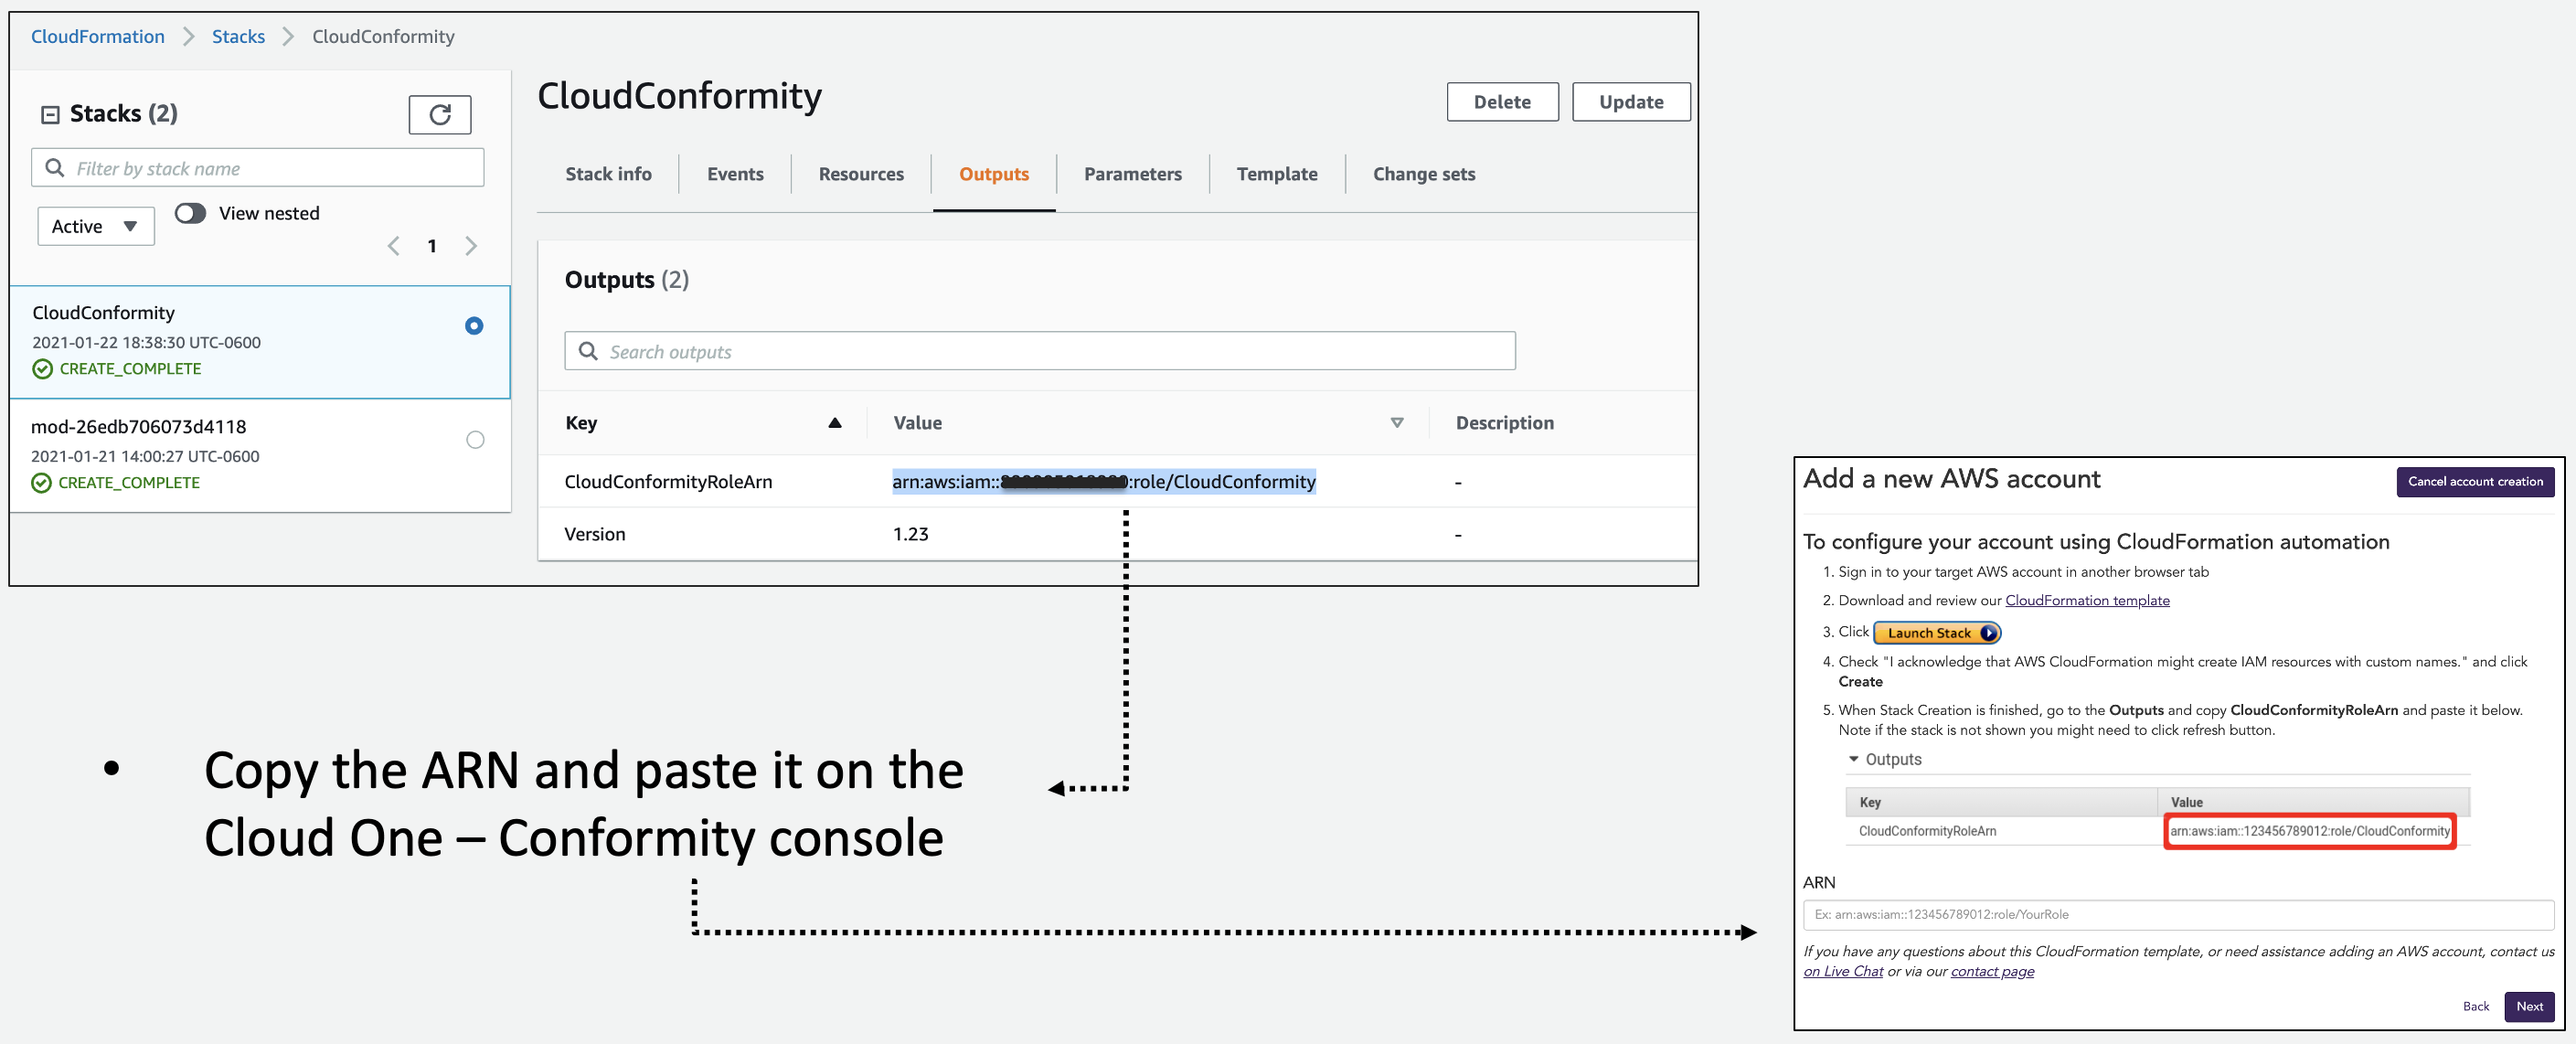 CloudFormation > Stacks > CloudConformity
Stacks (2)
Filter by stack name
Active
View nested
1
CloudConformity
2021-01-22 18:38:30 UTC-0600
CREATE_COMPLETE
mod-26edb706073d4118
2021-01-21 14:00:27 UTC-0600
CREATE_COMPLETE
CloudConformity
Delete Update
Stack info Events Resources Outputs Parameters Template Change sets
Outputs (2)
Search outputs
Key Value Description
CloudConformityRoleArn arn:aws:iam:: :role/CloudConformity -
Version 1.23 -
• Copy the ARN and paste it on the
Cloud One – Conformity console
Add a new AWS account
Cancel account creation
To configure your account using CloudFormation automation
1. Sign in to your target AWS account in another browser tab
2. Download and review our CloudFormation template
3. Click Launch Stack
4. Check "I acknowledge that AWS CloudFormation might create IAM resources with custom names." and click
Create
5. When Stack Creation is finished, go to the Outputs and copy CloudConformityRoleArn and paste it below.
Note if the stack is not shown you might need to click refresh button.
Outputs
Key Value
CloudConformityRoleArn arn:aws:iam::123456789012:role/CloudConformity
ARN
Ex: arn:aws:iam::123456789012:role/YourRole
If you have any questions about this CloudFormation template, or need assistance adding an AWS account, contact us
on Live Chat or via our contact page
Back Next